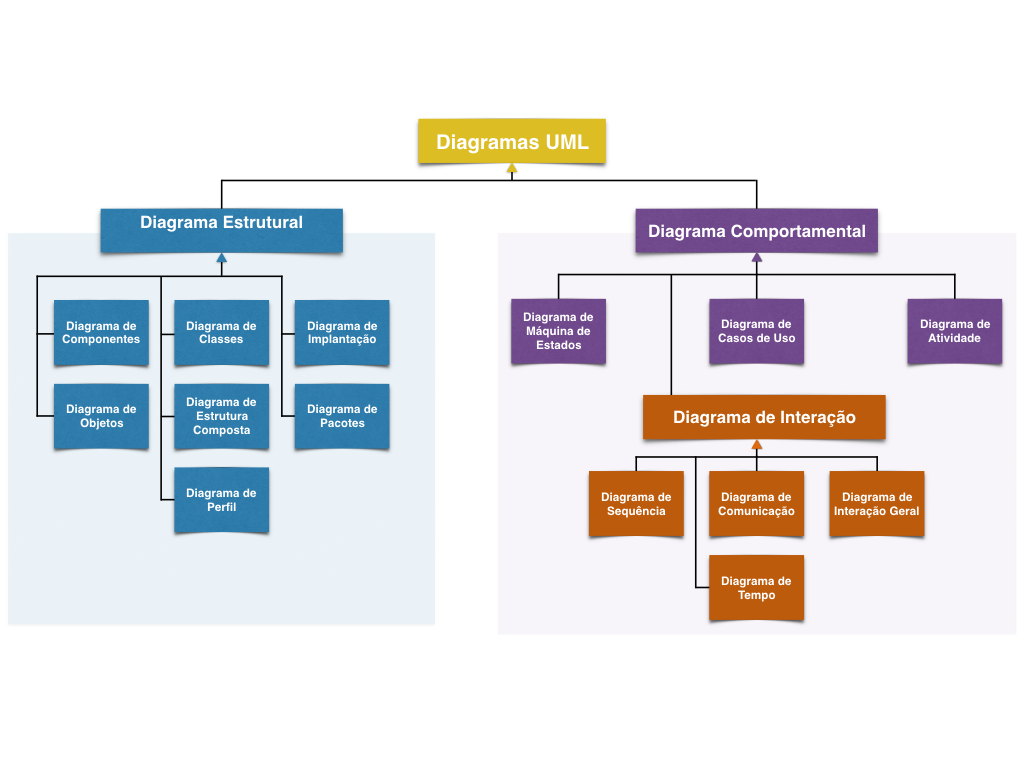 Diagramas UML
Diagrama Estrutural
Diagrama de
Componentes
Diagrama de
Classes
Diagrama de
Implantação
Diagrama de
Objetos
Diagrama de
Estrutura
Composta
Diagrama de
Pacotes
Diagrama de
Perfil
Diagrama Comportamental
Diagrama de
Máquina de
Estados
Diagrama de
Casos de Uso
Diagrama de
Atividade
Diagrama de Interação
Diagrama de
Sequência
Diagrama de
Comunicação
Diagrama de
Interação Geral
Diagrama de
Tempo